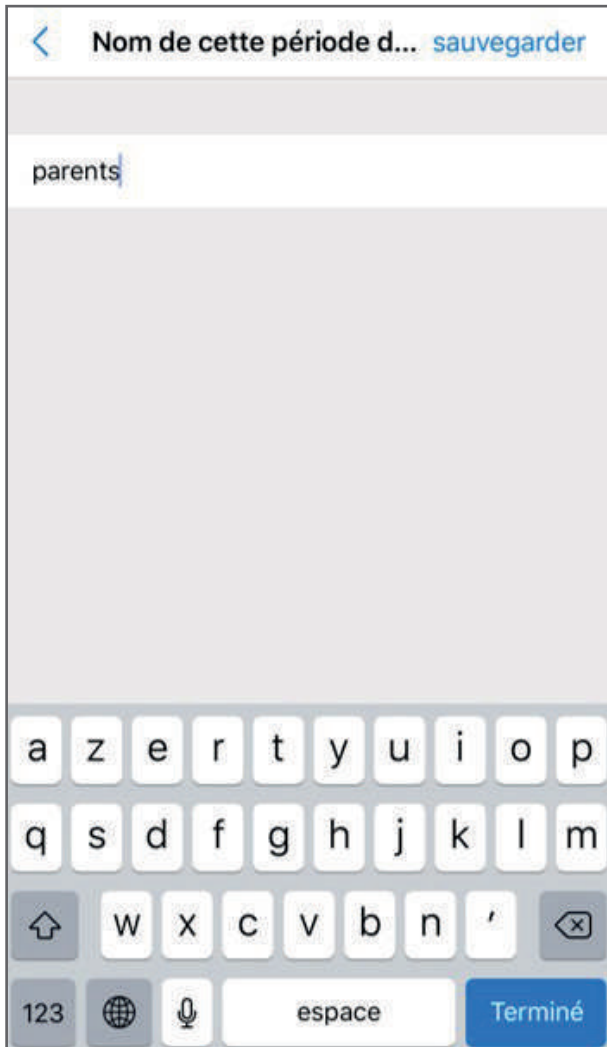 Nom de cette période d... sauvegarder
parents
a z e r t y u i o p
q s d f g h j k l m
w x c v b n '
123 espace Terminé